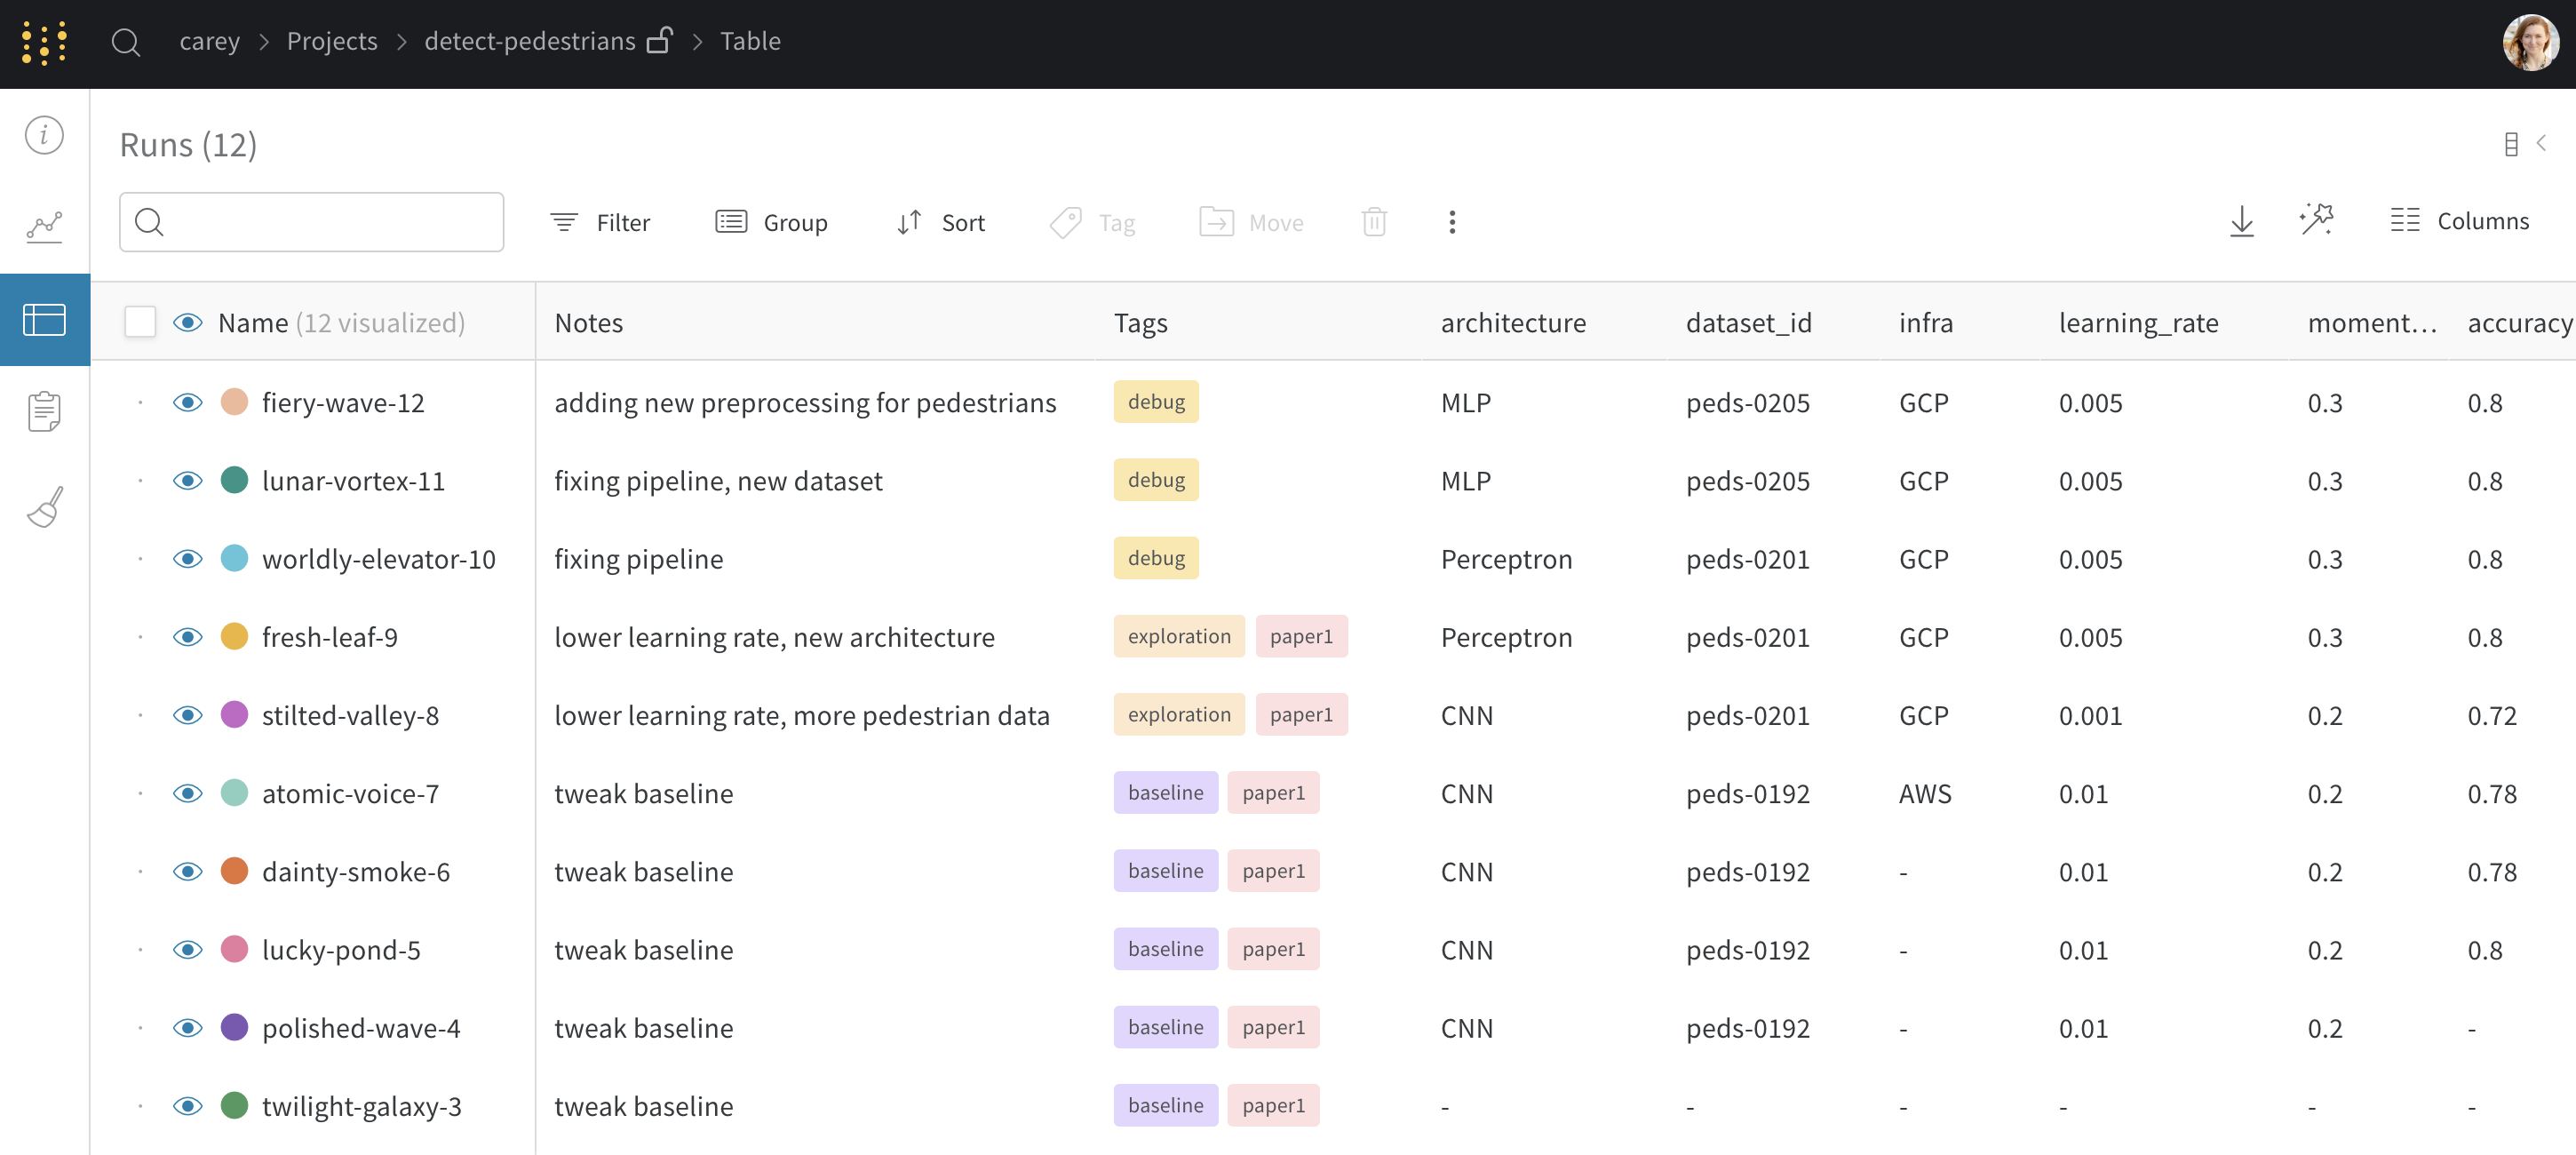 carey > Projects > detect-pedestrians > Table
Runs (12)
Filter Group Sort Tag Move Columns
Name (12 visualized) Notes Tags architecture dataset_id infra learning_rate moment... accuracy
fiery-wave-12 adding new preprocessing for pedestrians debug MLP peds-0205 GCP 0.005 0.3 0.8
lunar-vortex-11 fixing pipeline, new dataset debug MLP peds-0205 GCP 0.005 0.3 0.8
worldly-elevator-10 fixing pipeline debug Perceptron peds-0201 GCP 0.005 0.3 0.8
fresh-leaf-9 lower learning rate, new architecture exploration paper1 Perceptron peds-0201 GCP 0.005 0.3 0.8
stilted-valley-8 lower learning rate, more pedestrian data exploration paper1 CNN peds-0201 GCP 0.001 0.2 0.72
atomic-voice-7 tweak baseline baseline paper1 CNN peds-0192 AWS 0.01 0.2 0.78
dainty-smoke-6 tweak baseline baseline paper1 CNN peds-0192 - 0.01 0.2 0.78
lucky-pond-5 tweak baseline baseline paper1 CNN peds-0192 - 0.01 0.2 0.8
polished-wave-4 tweak baseline baseline paper1 CNN peds-0192 - 0.01 0.2 -
twilight-galaxy-3 tweak baseline baseline paper1 - - - - - -